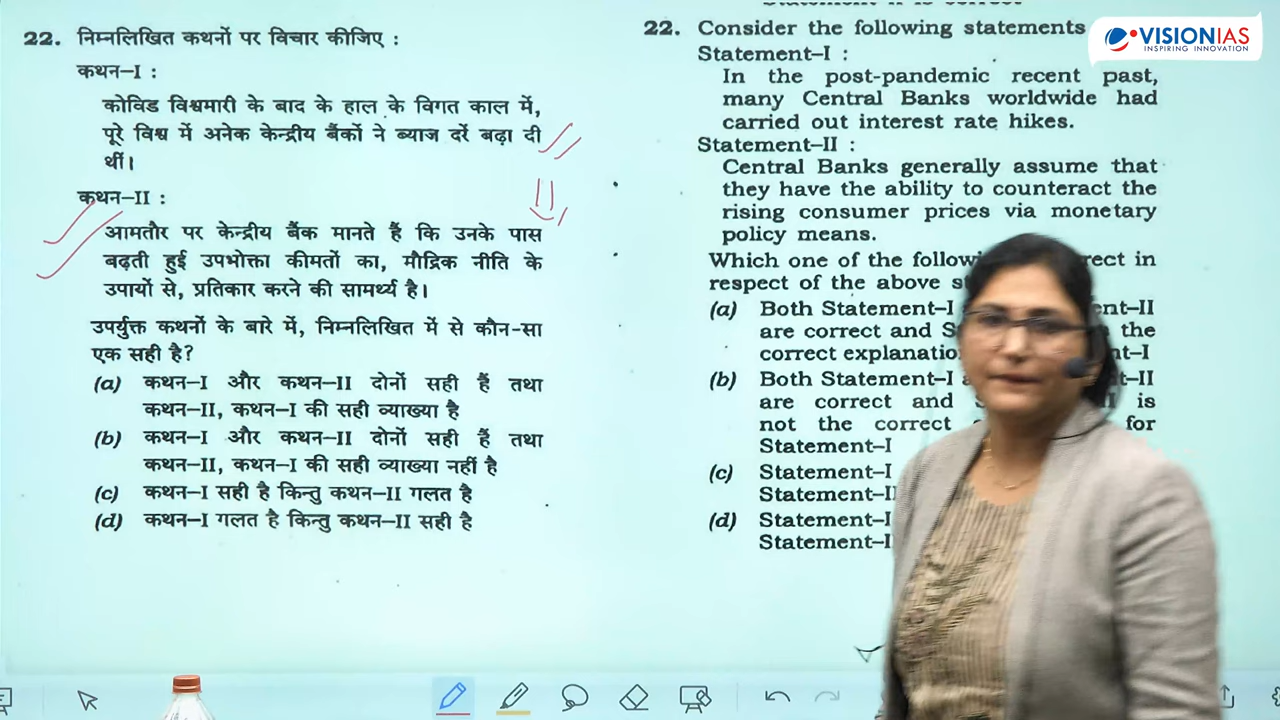 22. निम्नलिखित कथनों पर विचार कीजिए :
कथन–I :
कोविड विश्वमारी के बाद के हाल के विगत काल में,
पूरे विश्व में अनेक केन्द्रीय बैंकों ने ब्याज दरें बढ़ा दी
थीं।
कथन–II :
आमतौर पर केन्द्रीय बैंक मानते हैं कि उनके पास
बढ़ती हुई उपभोक्ता कीमतों का, मौद्रिक नीति के
उपायों से, प्रतिकार करने की सामर्थ्य है।
उपर्युक्त कथनों के बारे में, निम्नलिखित में से कौन-सा
एक सही है?
(a) कथन–I और कथन–II दोनों सही हैं तथा
कथन–II, कथन–I की सही व्याख्या है
(b) कथन–I और कथन–II दोनों सही हैं तथा
कथन–II, कथन–I की सही व्याख्या नहीं है
(c) कथन–I सही है किन्तु कथन–II गलत है
(d) कथन–I गलत है किन्तु कथन–II सही है
22. Consider the following statements
Statement–I :
In the post-pandemic recent past,
many Central Banks worldwide had
carried out interest rate hikes.
Statement–II :
Central Banks generally assume that
they have the ability to counteract the
rising consumer prices via monetary
policy means.
Which one of the
respect of the above
(a) Both Statement–I
are correct and the
correct
(b) Both Statement–I
are correct and is
not the correct for
Statement–I
(c) Statement–I
(d) Statement–I
VISIONIAS
INSPIRING INNOVATION